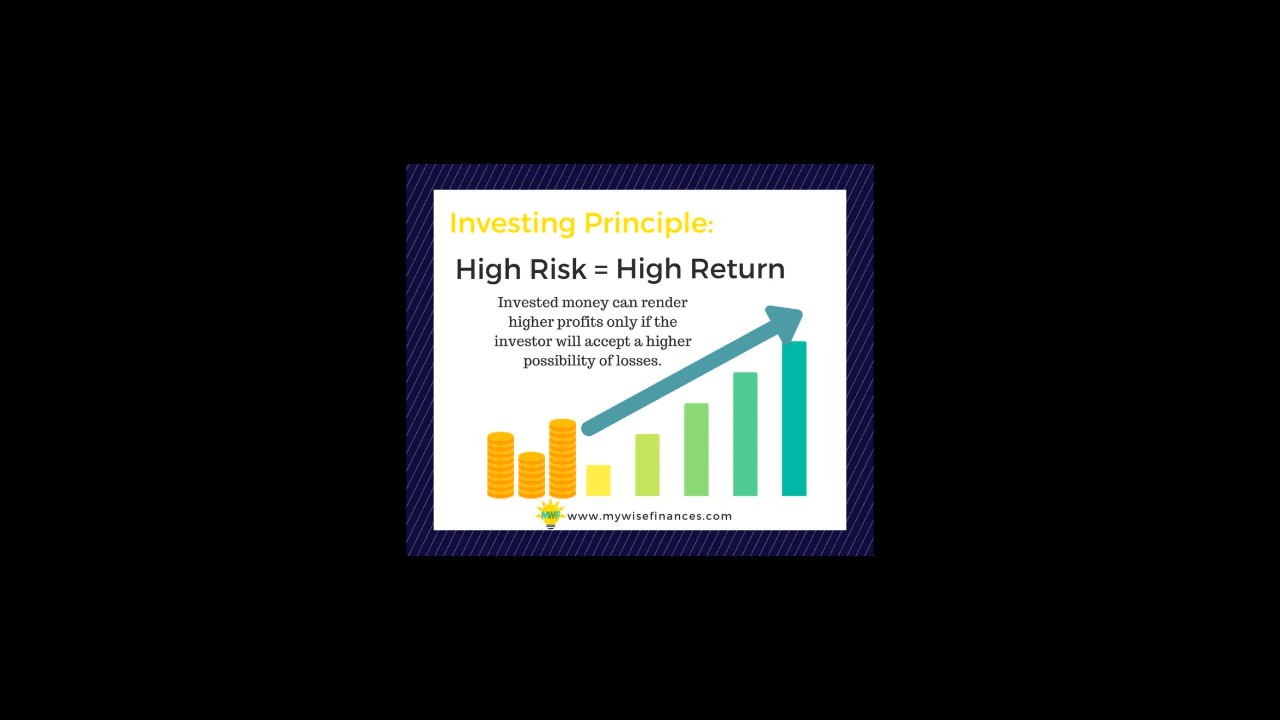 Investing Principle:
High Risk = High Return
Invested money can render
higher profits only if the
investor will accept a higher
possibility of losses.
MWF
www.mywisefinances.com